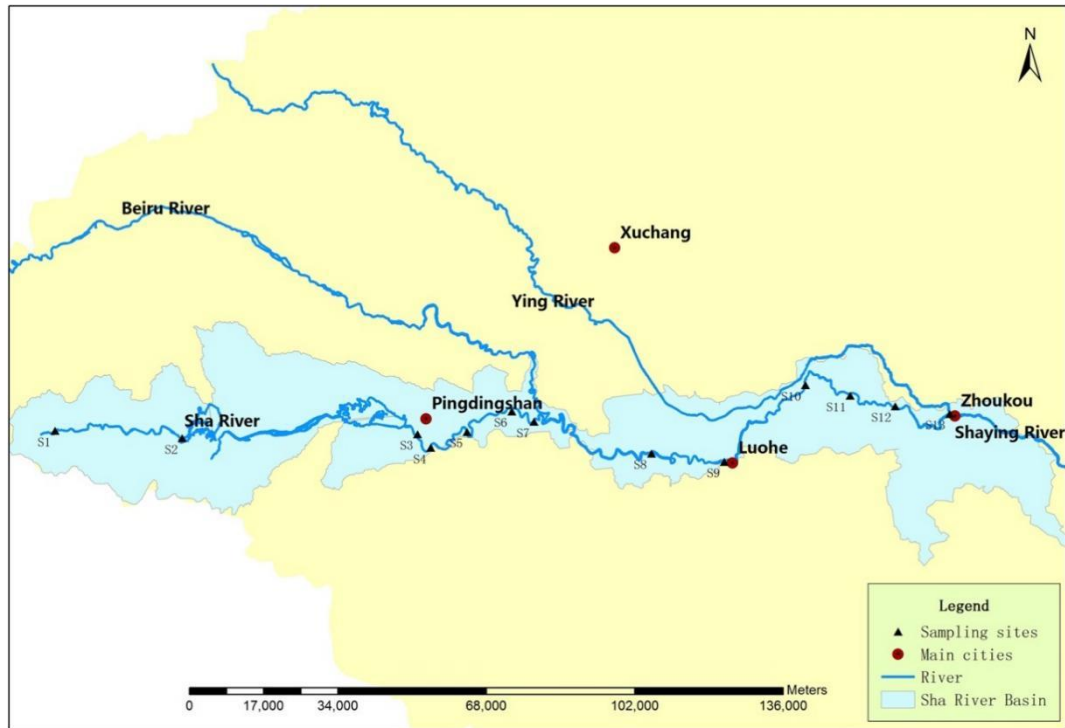 N
Beiru River
Xuchang
Ying River
Pingdingshan
Zhoukou
Sha River
Shaying River
Luohe
S1
S2
S3
S4
S5
S6
S7
S8
S9
S10
S11
S12
S13
Legend
Sampling sites
Main cities
River
Sha River Basin
Meters
0 17,000 34,000 68,000 102,000 136,000